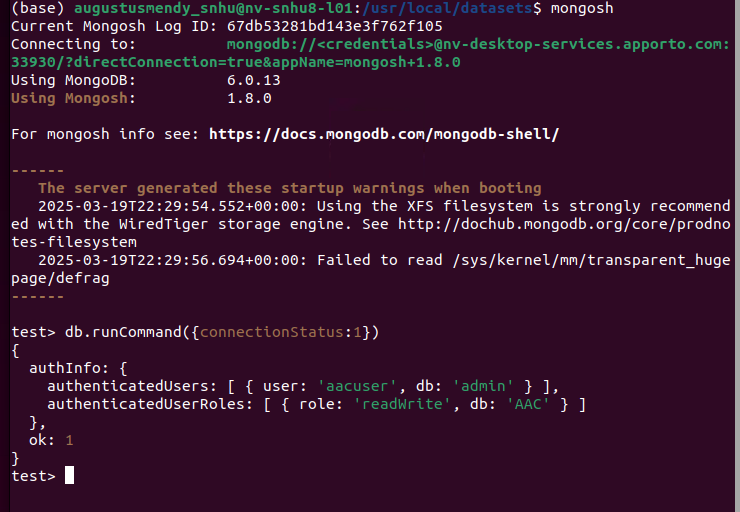 (base) augustusmendy_snhu@nv-snhu8-l01:/usr/local/datasets$ mongosh
Current Mongosh Log ID: 67db53281bd143e3f762f105
Connecting to:          mongodb://<credentials>@nv-desktop-services.apporto.com:
33930/?directConnection=true&appName=mongosh+1.8.0
Using MongoDB:          6.0.13
Using Mongosh:          1.8.0

For mongosh info see: https://docs.mongodb.com/mongodb-shell/

------
   The server generated these startup warnings when booting
   2025-03-19T22:29:54.552+00:00: Using the XFS filesystem is strongly recommend
ed with the WiredTiger storage engine. See http://dochub.mongodb.org/core/prodno
tes-filesystem
   2025-03-19T22:29:56.694+00:00: Failed to read /sys/kernel/mm/transparent_huge
page/defrag
------

test> db.runCommand({connectionStatus:1})
{
  authInfo: {
    authenticatedUsers: [ { user: 'aacuser', db: 'admin' } ],
    authenticatedUserRoles: [ { role: 'readWrite', db: 'AAC' } ]
  },
  ok: 1
}
test>